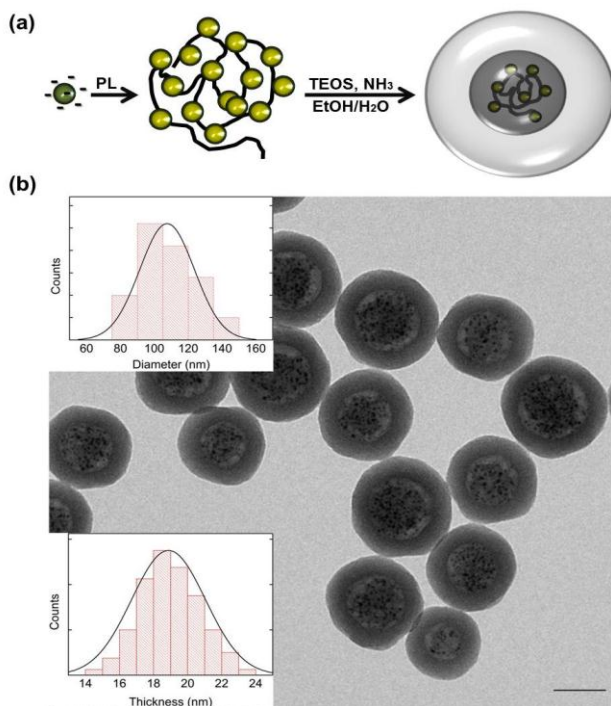 (a)
PL
TEOS, NH₃
EtOH/H₂O
(b)
Counts
60 80 100 120 140 160
Diameter (nm)
Counts
14 16 18 20 22 24
Thickness (nm)